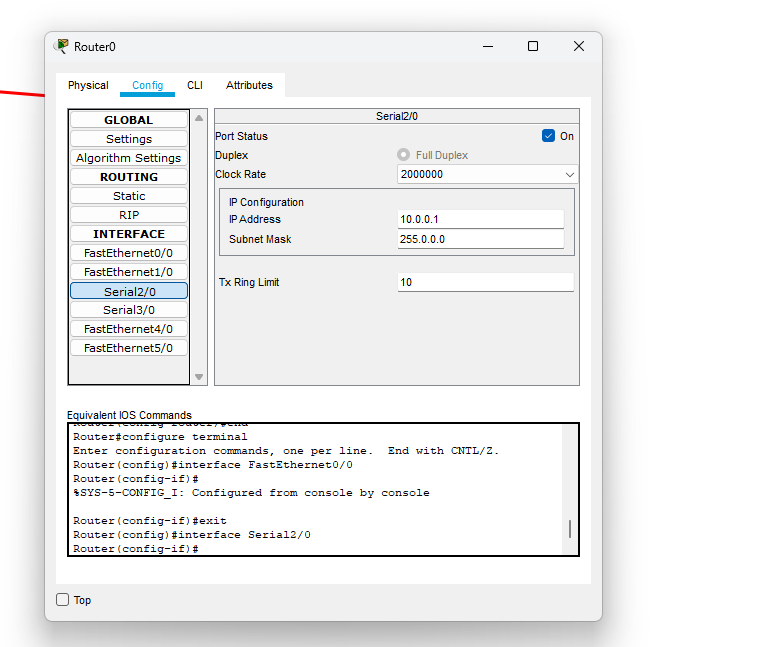 Router0
Physical Config CLI Attributes
GLOBAL
Settings
Algorithm Settings
ROUTING
Static
RIP
INTERFACE
FastEthernet0/0
FastEthernet1/0
Serial2/0
Serial3/0
FastEthernet4/0
FastEthernet5/0
Serial2/0
Port Status On
Duplex Full Duplex
Clock Rate 2000000
IP Configuration
IP Address 10.0.0.1
Subnet Mask 255.0.0.0
Tx Ring Limit 10
Equivalent IOS Commands
Router(config-router)#end
Router#configure terminal
Enter configuration commands, one per line.  End with CNTL/Z.
Router(config)#interface FastEthernet0/0
Router(config-if)#
%SYS-5-CONFIG_I: Configured from console by console
Router(config-if)#exit
Router(config)#interface Serial2/0
Router(config-if)#
Top